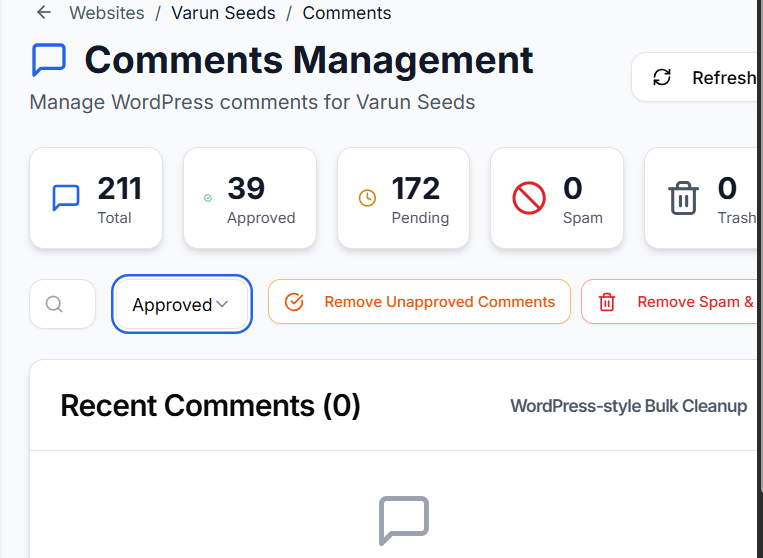 Websites / Varun Seeds / Comments
Comments Management
Refresh
Manage WordPress comments for Varun Seeds
211
Total
39
Approved
172
Pending
0
Spam
0
Trash
Approved
Remove Unapproved Comments
Remove Spam &
Recent Comments (0)
WordPress-style Bulk Cleanup